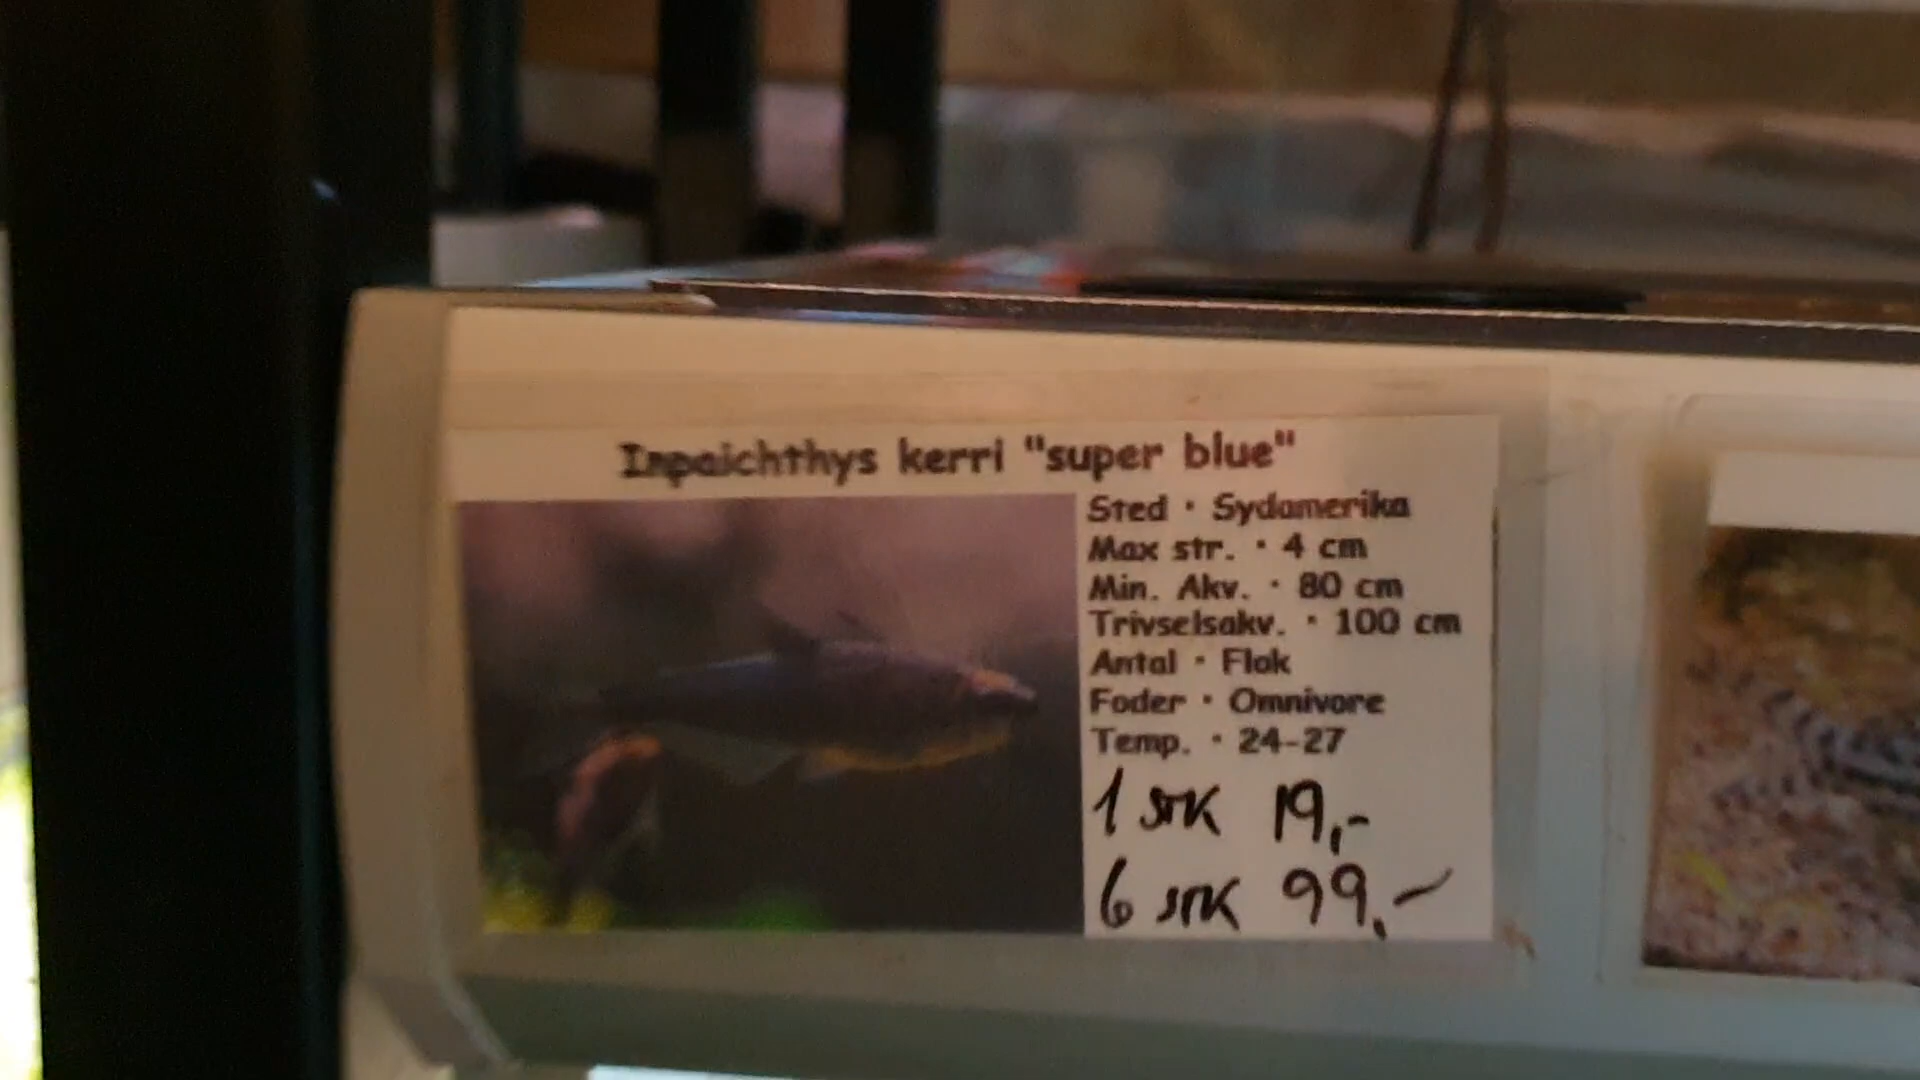 Inpaichthys kerri "super blue"
Sted · Sydamerika
Max str. · 4 cm
Min. Akv. · 80 cm
Trivselsakv. · 100 cm
Antal · Flok
Foder · Omnivore
Temp. · 24-27
1 STK 19,-
6 STK 99,-